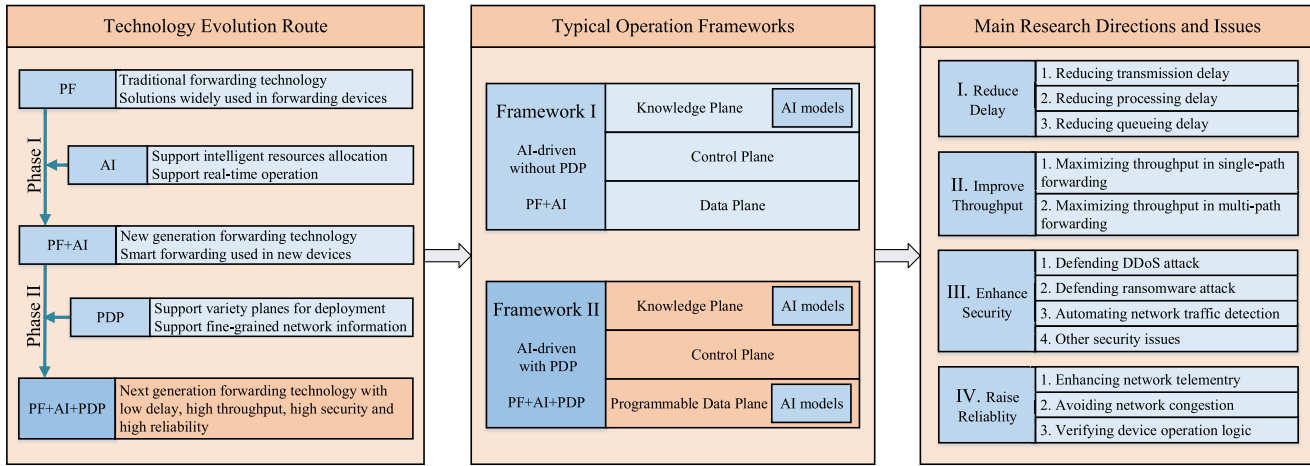 Technology Evolution Route
PF
Traditional forwarding technology
Solutions widely used in forwarding devices
Phase I
AI
Support intelligent resources allocation
Support real-time operation
PF+AI
New generation forwarding technology
Smart forwarding used in new devices
Phase II
PDP
Support variety planes for deployment
Support fine-grained network information
PF+AI+PDP
Next generation forwarding technology with
low delay, high throughput, high security and
high reliability
Typical Operation Frameworks
Framework I
AI-driven
without PDP
PF+AI
Knowledge Plane
AI models
Control Plane
Data Plane
Framework II
AI-driven
with PDP
PF+AI+PDP
Knowledge Plane
AI models
Control Plane
Programmable Data Plane
AI models
Main Research Directions and Issues
I. Reduce
Delay
1. Reducing transmission delay
2. Reducing processing delay
3. Reducing queueing delay
II. Improve
Throughput
1. Maximizing throughput in single-path
forwarding
2. Maximizing throughput in multi-path
forwarding
III. Enhance
Security
1. Defending DDoS attack
2. Defending ransomware attack
3. Automating network traffic detection
4. Other security issues
IV. Raise
Reliablity
1. Enhancing network telementry
2. Avoiding network congestion
3. Verifying device operation logic